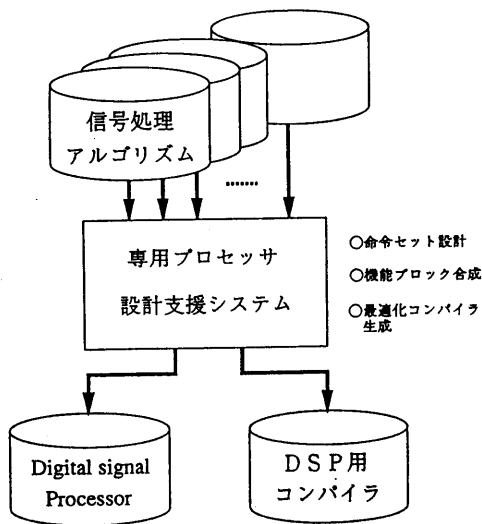 信号処理
アルゴリズム
........
専用プロセッサ
設計支援システム
○命令セット設計
○機能ブロック合成
○最適化コンパイラ
生成
Digital signal
Processor
DSP用
コンパイラ